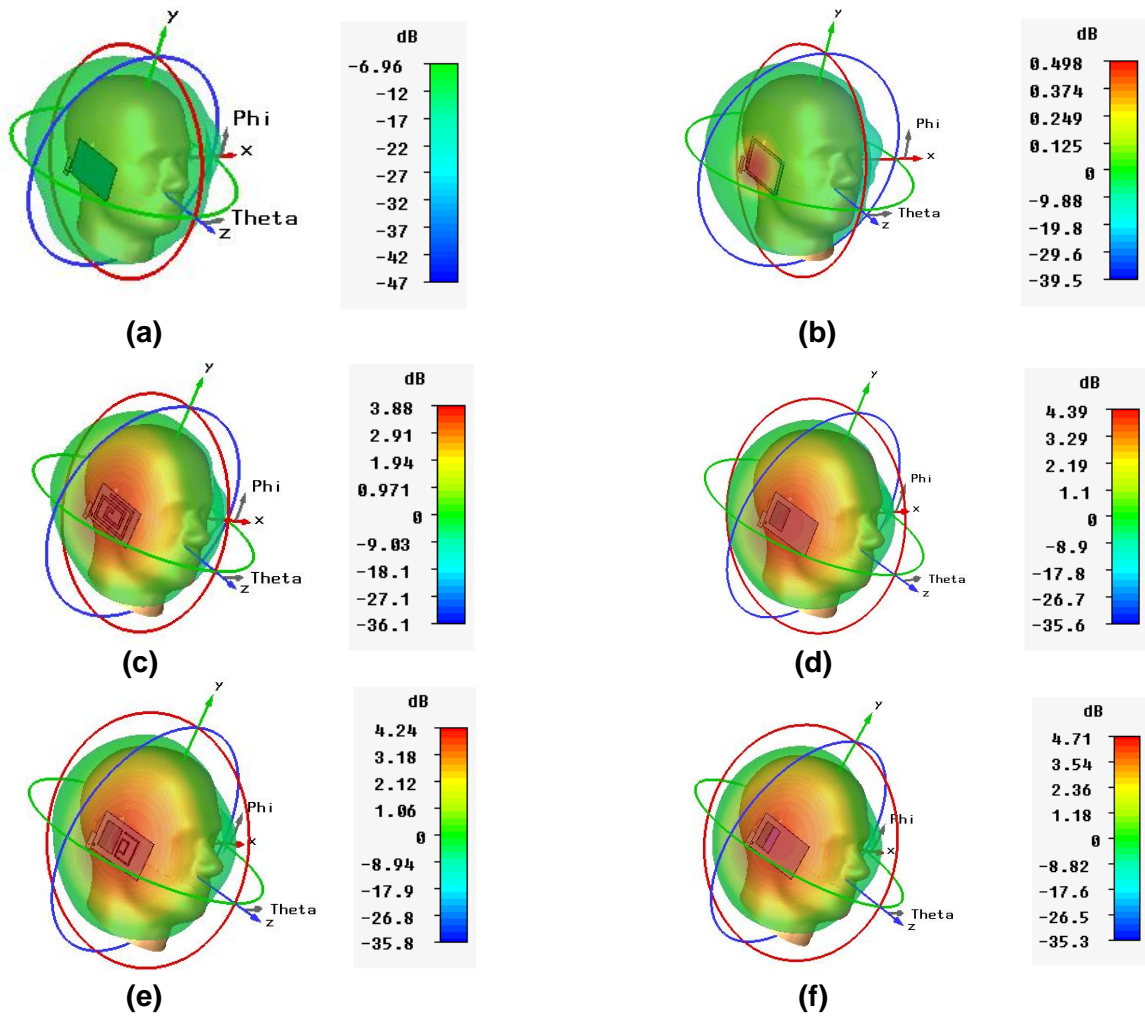 y
dB
-6.96
-12
-17
-22
-27
-32
-37
-42
-47
Phi
x
Theta
z
(a)
y
dB
0.498
0.374
0.249
0.125
0
-9.88
-19.8
-29.6
-39.5
Phi
x
Theta
z
(b)
y
dB
3.88
2.91
1.94
0.971
0
-9.03
-18.1
-27.1
-36.1
Phi
x
Theta
z
(c)
y
dB
4.39
3.29
2.19
1.1
0
-8.9
-17.8
-26.7
-35.6
Phi
x
Theta
z
(d)
y
dB
4.24
3.18
2.12
1.06
0
-8.94
-17.9
-26.8
-35.8
Phi
x
Theta
z
(e)
y
dB
4.71
3.54
2.36
1.18
0
-8.82
-17.6
-26.5
-35.3
Phi
x
Theta
z
(f)